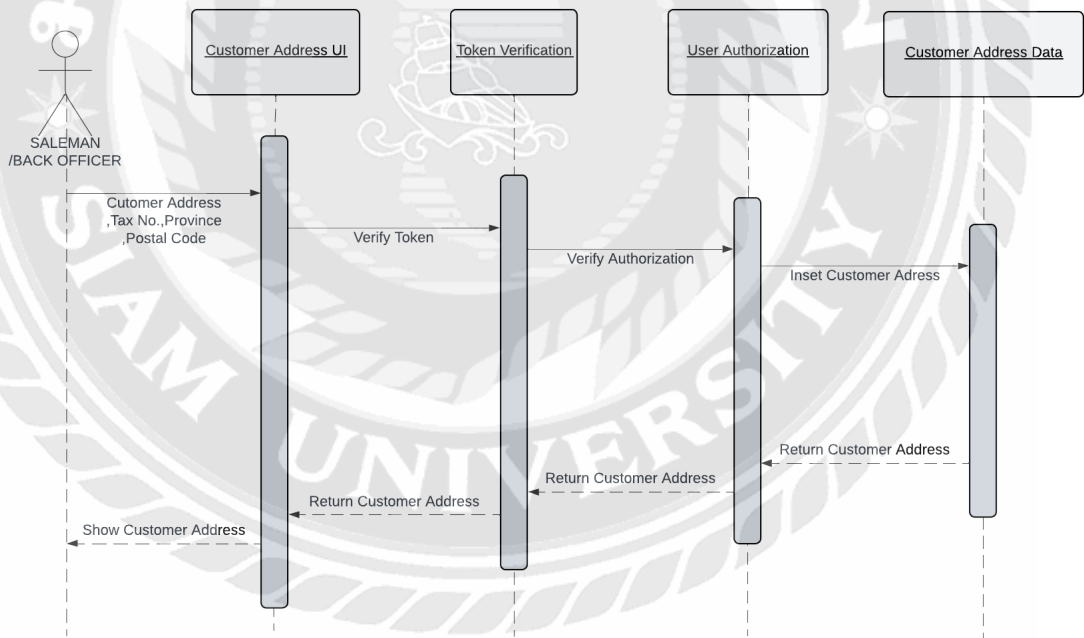 Customer Address UI
Token Verification
User Authorization
Customer Address Data
SALEMAN
/BACK OFFICER
Cutomer Address
,Tax No.,Province
,Postal Code
Verify Token
Verify Authorization
Inset Customer Adress
Return Customer Address
Return Customer Address
Return Customer Address
Show Customer Address
SIAM UNIVERSITY